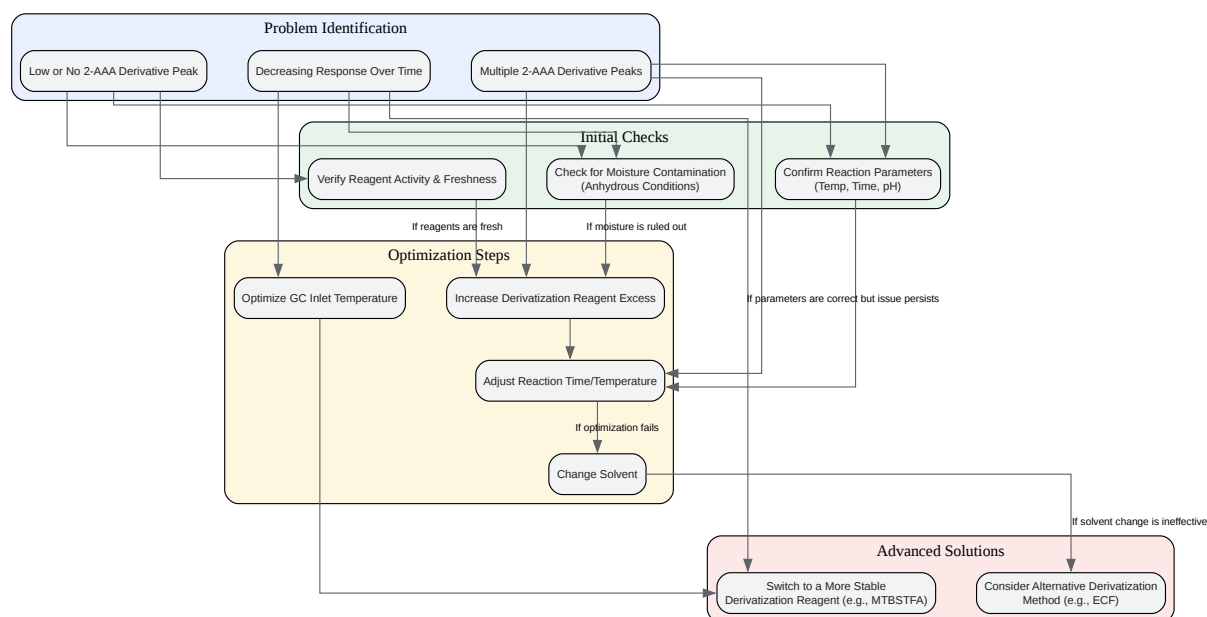 Problem Identification
Low or No 2-AAA Derivative Peak
Decreasing Response Over Time
Multiple 2-AAA Derivative Peaks
Initial Checks
Verify Reagent Activity & Freshness
Check for Moisture Contamination
(Anhydrous Conditions)
Confirm Reaction Parameters
(Temp, Time, pH)
If reagents are fresh
If moisture is ruled out
Optimization Steps
Optimize GC Inlet Temperature
Increase Derivatization Reagent Excess
If parameters are correct but issue persists
Adjust Reaction Time/Temperature
If optimization fails
Change Solvent
If solvent change is ineffective
Advanced Solutions
Switch to a More Stable
Derivatization Reagent (e.g., MTBSTFA)
Consider Alternative Derivatization
Method (e.g., ECF)